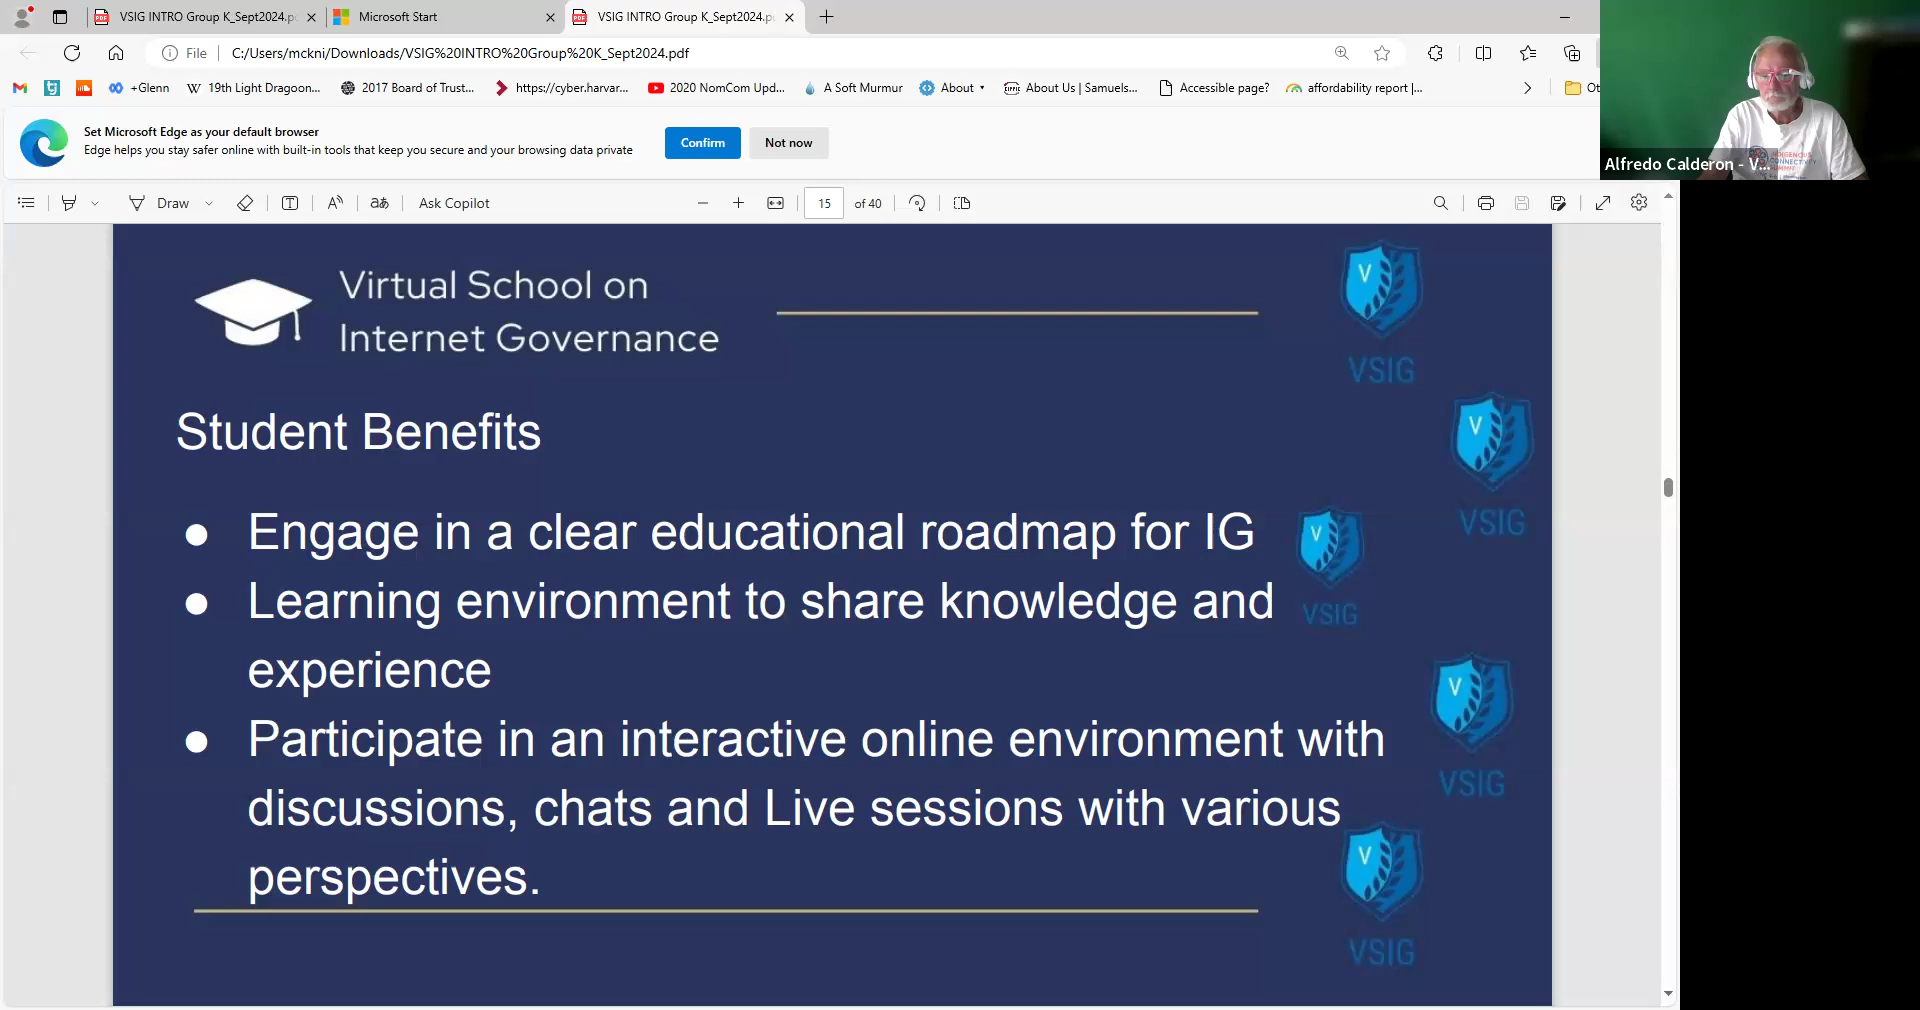 VSIG INTRO Group K_Sept2024.p
Microsoft Start
VSIG INTRO Group K_Sept2024.p
File
C:/Users/mckni/Downloads/VSIG%20INTRO%20Group%20K_Sept2024.pdf
+Glenn
19th Light Dragoon...
2017 Board of Trust...
https://cyber.harvar...
2020 NomCom Upd...
A Soft Murmur
About
About Us | Samuels...
Accessible page?
affordability report |...
Ot
Set Microsoft Edge as your default browser
Edge helps you stay safer online with built-in tools that keep you secure and your browsing data private
Confirm
Not now
Alfredo Calderon - V...
INDIGENOUS
CONNECTIVITY
SUMMIT
Draw
Ask Copilot
15
of 40
Virtual School on
Internet Governance
V
VSIG
Student Benefits
V
VSIG
● Engage in a clear educational roadmap for IG
● Learning environment to share knowledge and
experience
V
VSIG
● Participate in an interactive online environment with
discussions, chats and Live sessions with various
perspectives.
V
VSIG
V
VSIG